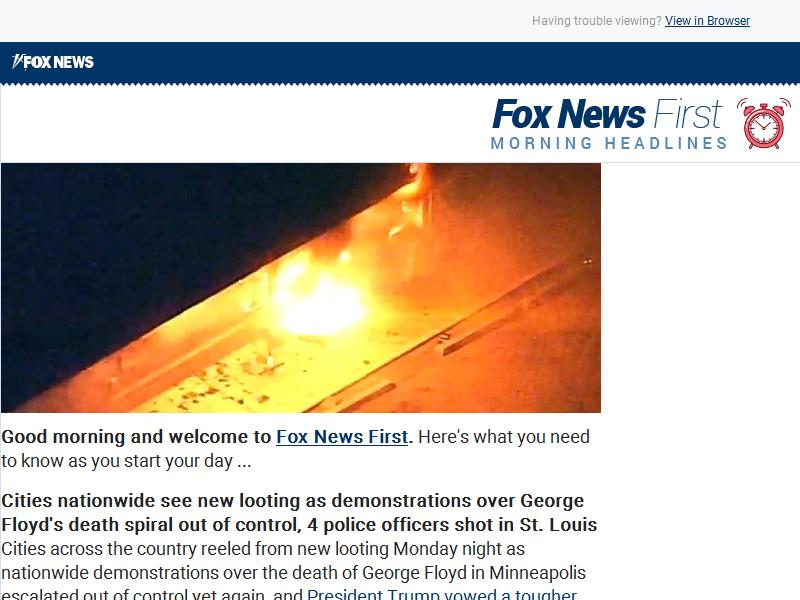 Having trouble viewing? View in Browser
FOX NEWS
Fox News First
MORNING HEADLINES
Good morning and welcome to Fox News First. Here's what you need
to know as you start your day ...
Cities nationwide see new looting as demonstrations over George
Floyd's death spiral out of control, 4 police officers shot in St. Louis
Cities across the country reeled from new looting Monday night as
nationwide demonstrations over the death of George Floyd in Minneapolis
escalated out of control yet again, and President Trump vowed a tougher